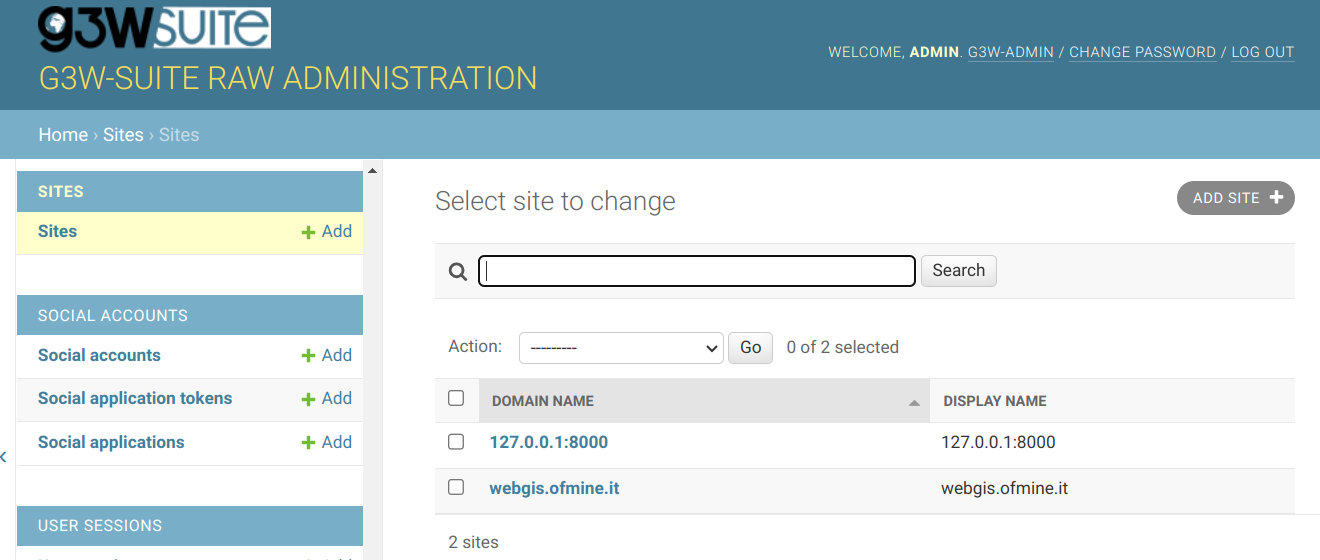 g3wsuite
WELCOME, ADMIN. G3W-ADMIN / CHANGE PASSWORD / LOG OUT
G3W-SUITE RAW ADMINISTRATION
Home › Sites › Sites
SITES
Sites
+ Add
SOCIAL ACCOUNTS
Social accounts
+ Add
Social application tokens
+ Add
Social applications
+ Add
USER SESSIONS
Select site to change
ADD SITE +
Search
Action: --------- Go 0 of 2 selected
DOMAIN NAME DISPLAY NAME
127.0.0.1:8000 127.0.0.1:8000
webgis.ofmine.it webgis.ofmine.it
2 sites